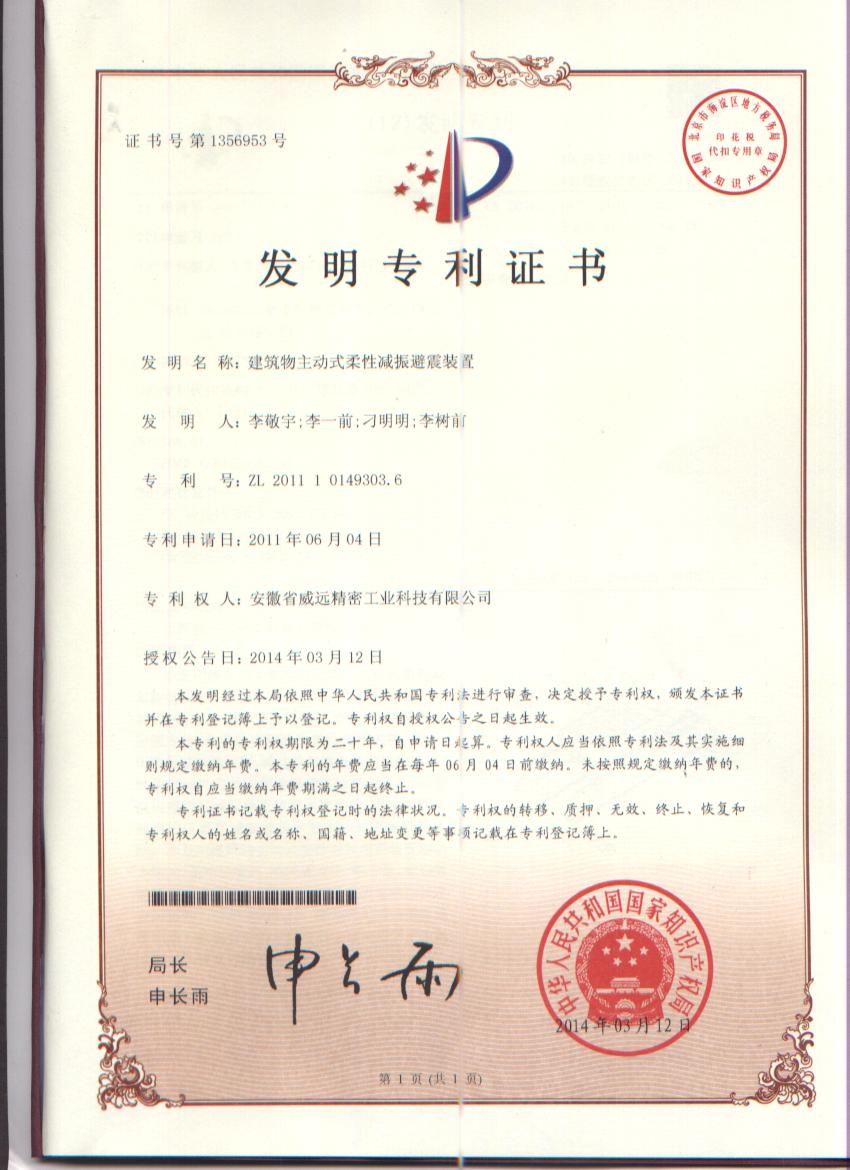 证书号第1356953号
北京市海淀区地方税务局
印花税
代扣专用章
国家知识产权局
发明专利证书
发明名称：建筑物主动式柔性减振避震装置
发明人：李敬宇;李一前;刁明明;李树前
专利号：ZL 2011 1 0149303.6
专利申请日：2011年06月04日
专利权人：安徽省威远精密工业科技有限公司
授权公告日：2014年03月12日
本发明经过本局依照中华人民共和国专利法进行审查，决定授予专利权，颁发本证书
并在专利登记簿上予以登记。专利权自授权公告之日起生效。
本专利的专利权期限为二十年，自申请日起算。专利权人应当依照专利法及其实施细
则规定缴纳年费。本专利的年费应当在每年06月04日前缴纳。未按照规定缴纳年费的，
专利权自应当缴纳年费期满之日起终止。
专利证书记载专利权登记时的法律状况。专利权的转移、质押、无效、终止、恢复和
专利权人的姓名或名称、国籍、地址变更等事项记载在专利登记簿上。
局长
申长雨
申长雨
中华人民共和国国家知识产权局
2014年03月12日
第1页(共1页)